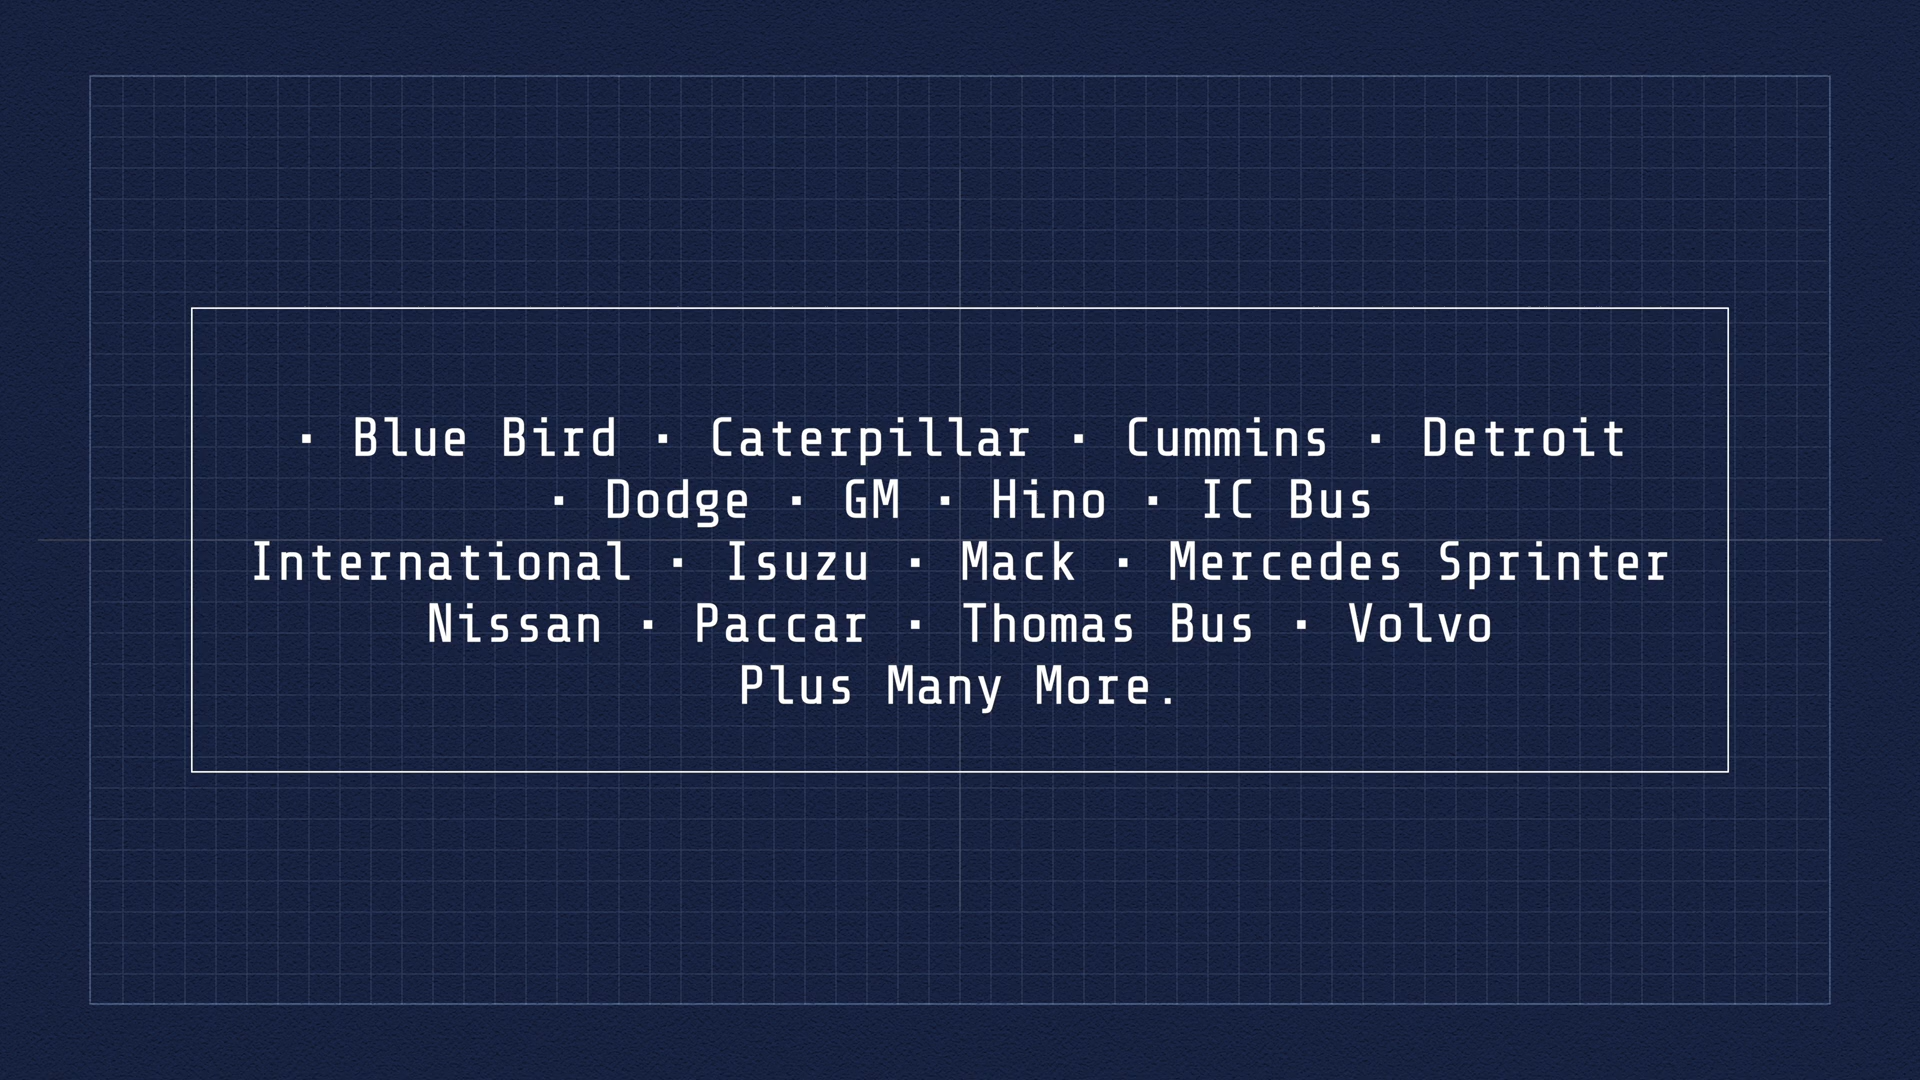 · Blue Bird · Caterpillar · Cummins · Detroit
· Dodge · GM · Hino · IC Bus
International · Isuzu · Mack · Mercedes Sprinter
Nissan · Paccar · Thomas Bus · Volvo
Plus Many More.